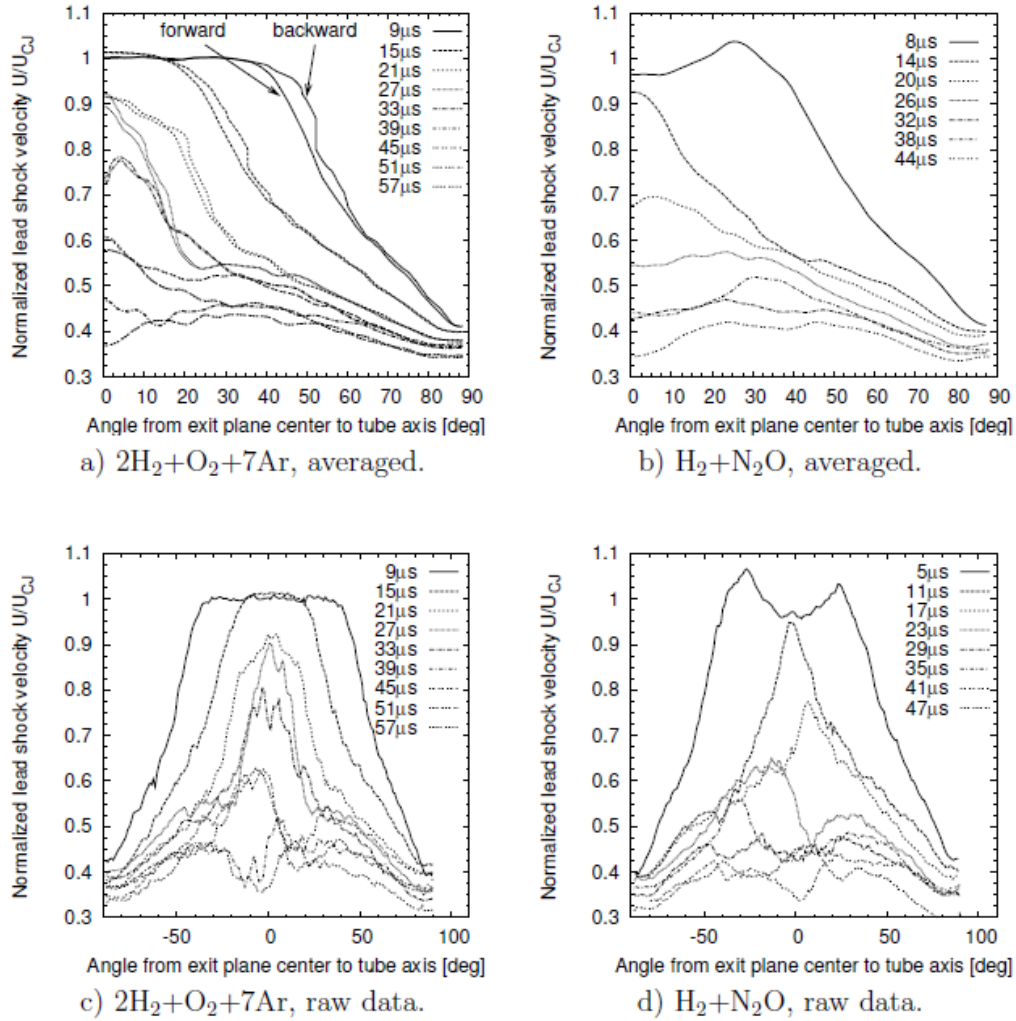 Normalized lead shock velocity U/U_CJ
1.1
1
0.9
0.8
0.7
0.6
0.5
0.4
0.3
forward
backward
9μs
15μs
21μs
27μs
33μs
39μs
45μs
51μs
57μs
0 10 20 30 40 50 60 70 80 90
Angle from exit plane center to tube axis [deg]
a) 2H₂+O₂+7Ar, averaged.
Normalized lead shock velocity U/U_CJ
1.1
1
0.9
0.8
0.7
0.6
0.5
0.4
0.3
8μs
14μs
20μs
26μs
32μs
38μs
44μs
0 10 20 30 40 50 60 70 80 90
Angle from exit plane center to tube axis [deg]
b) H₂+N₂O, averaged.
Normalized lead shock velocity U/U_CJ
1.1
1
0.9
0.8
0.7
0.6
0.5
0.4
0.3
9μs
15μs
21μs
27μs
33μs
39μs
45μs
51μs
57μs
-50 0 50 100
Angle from exit plane center to tube axis [deg]
c) 2H₂+O₂+7Ar, raw data.
Normalized lead shock velocity U/U_CJ
1.1
1
0.9
0.8
0.7
0.6
0.5
0.4
0.3
5μs
11μs
17μs
23μs
29μs
35μs
41μs
47μs
-50 0 50 100
Angle from exit plane center to tube axis [deg]
d) H₂+N₂O, raw data.